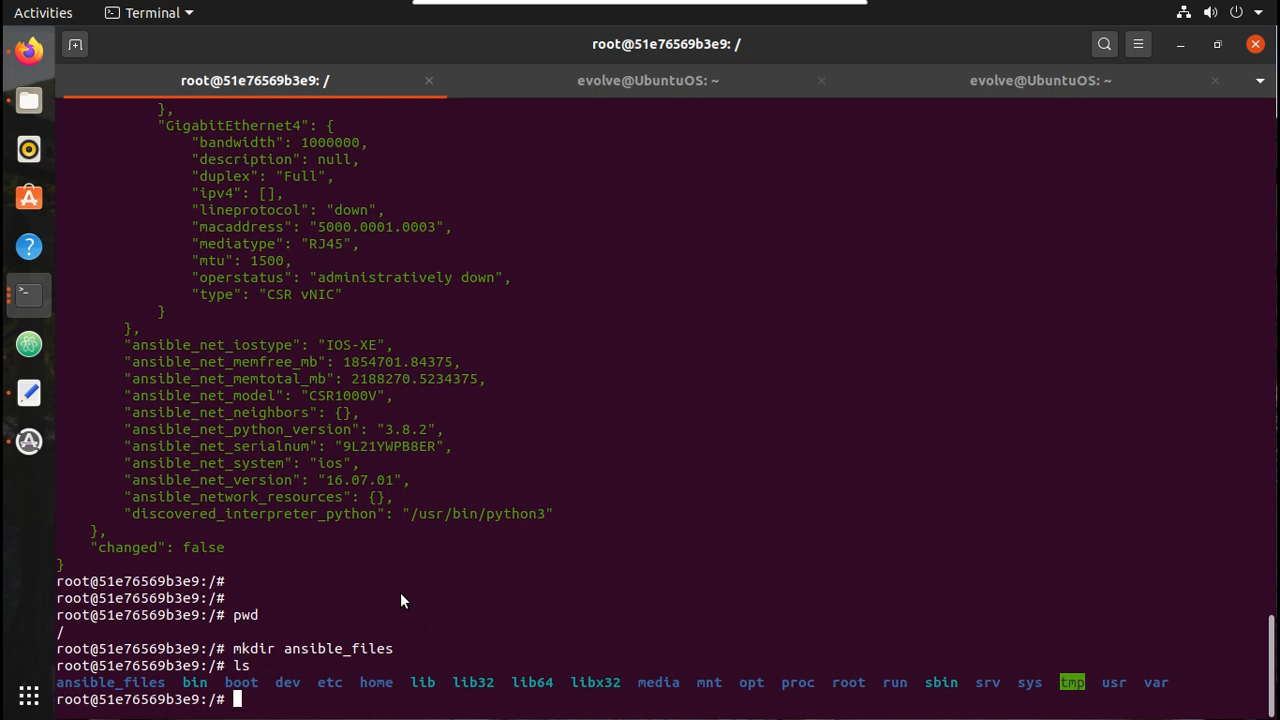 Activities Terminal
root@51e76569b3e9: /
root@51e76569b3e9: / evolve@UbuntuOS: ~ evolve@UbuntuOS: ~
},
"GigabitEthernet4": {
"bandwidth": 1000000,
"description": null,
"duplex": "Full",
"ipv4": [],
"lineprotocol": "down",
"macaddress": "5000.0001.0003",
"mediatype": "RJ45",
"mtu": 1500,
"operstatus": "administratively down",
"type": "CSR vNIC"
}
},
"ansible_net_iostype": "IOS-XE",
"ansible_net_memfree_mb": 1854701.84375,
"ansible_net_memtotal_mb": 2188270.5234375,
"ansible_net_model": "CSR1000V",
"ansible_net_neighbors": {},
"ansible_net_python_version": "3.8.2",
"ansible_net_serialnum": "9L21YWPB8ER",
"ansible_net_system": "ios",
"ansible_net_version": "16.07.01",
"ansible_network_resources": {},
"discovered_interpreter_python": "/usr/bin/python3"
},
"changed": false
}
root@51e76569b3e9:/#
root@51e76569b3e9:/#
root@51e76569b3e9:/# pwd
/
root@51e76569b3e9:/# mkdir ansible_files
root@51e76569b3e9:/# ls
ansible_files bin boot dev etc home lib lib32 lib64 libx32 media mnt opt proc root run sbin srv sys tmp usr var
root@51e76569b3e9:/#